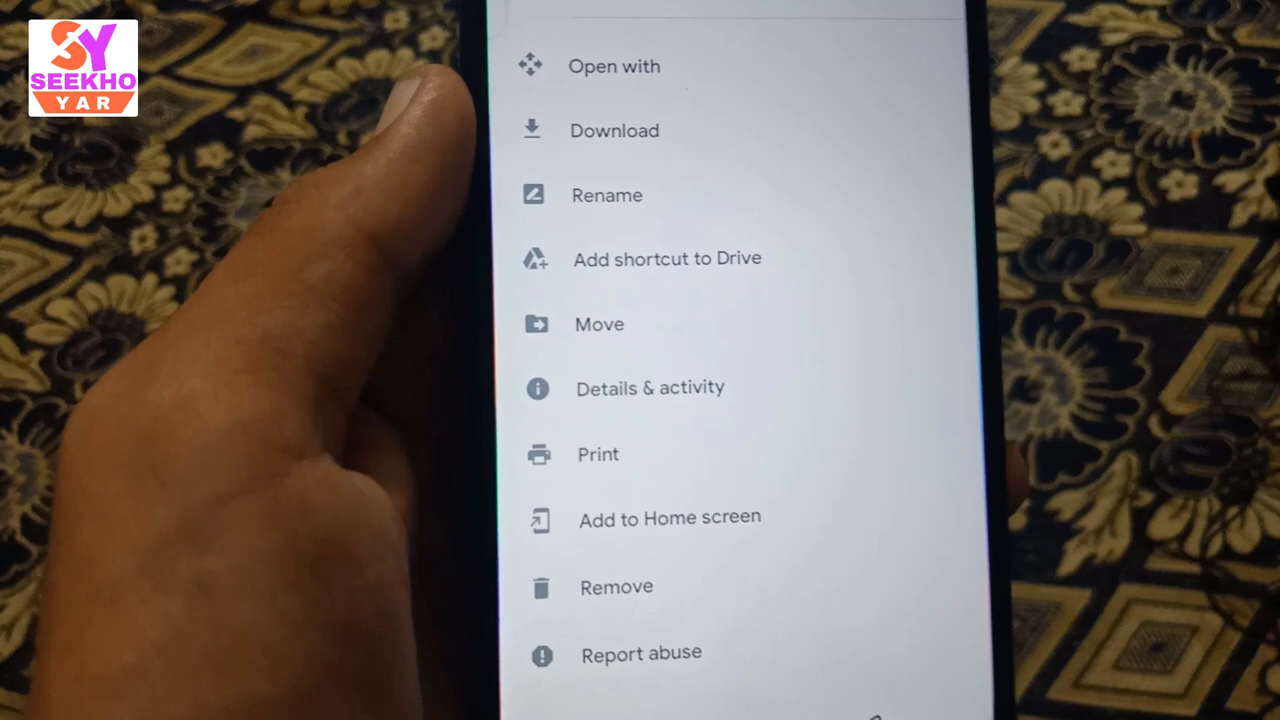 SY
SEEKHO
YAR
Open with
Download
Rename
Add shortcut to Drive
Move
Details & activity
Print
Add to Home screen
Remove
Report abuse